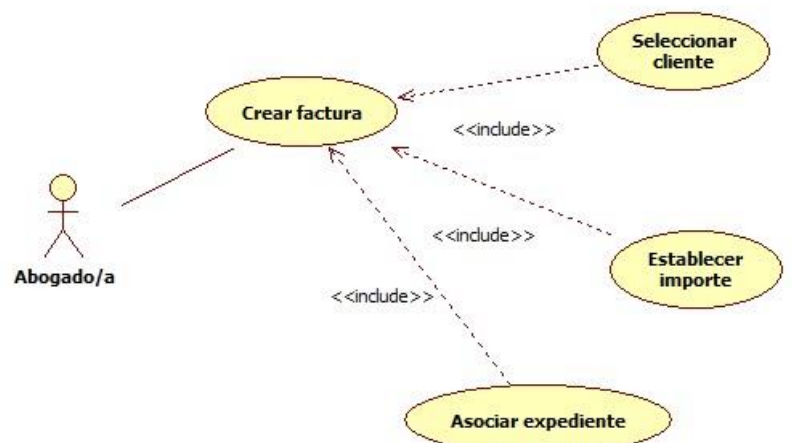 Seleccionar
cliente
Crear factura
<<include>>
<<include>>
Establecer
importe
Abogado/a
<<include>>
Asociar expediente